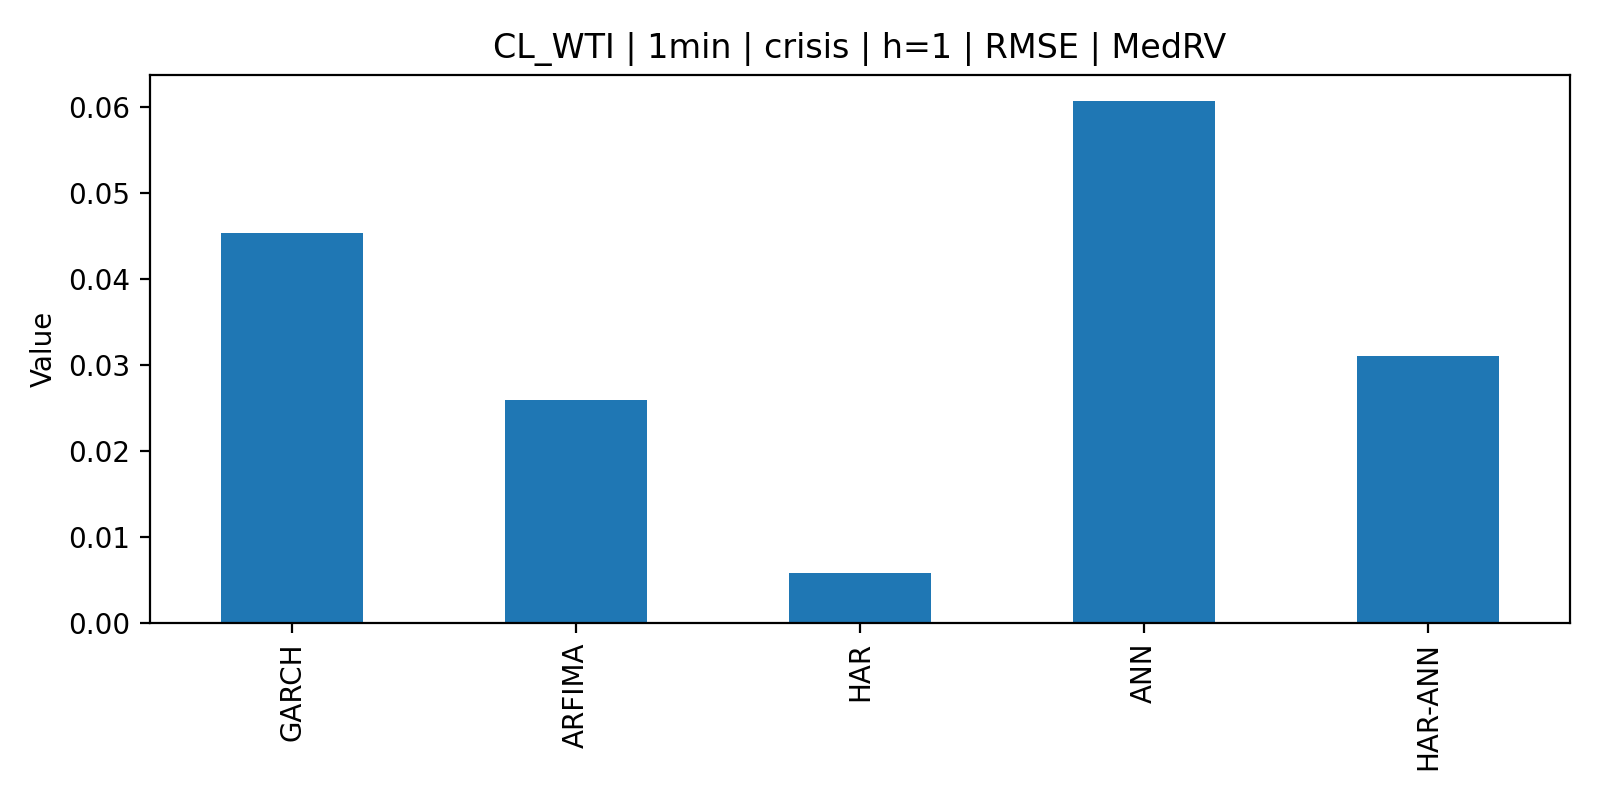 CL_WTI | 1min | crisis | h=1 | RMSE | MedRV
Value
0.06
0.05
0.04
0.03
0.02
0.01
0.00
GARCH
ARFIMA
HAR
ANN
HAR-ANN